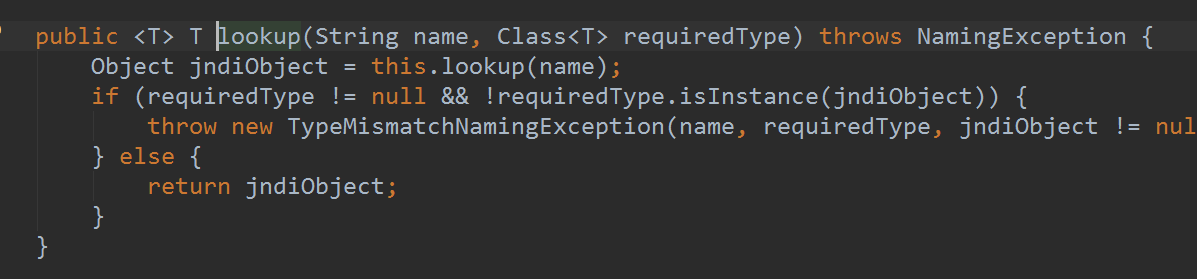 public <T> T lookup(String name, Class<T> requiredType) throws NamingException {
Object jndiObject = this.lookup(name);
if (requiredType != null && !requiredType.isInstance(jndiObject)) {
throw new TypeMismatchNamingException(name, requiredType, jndiObject != nul
} else {
return jndiObject;
}
}